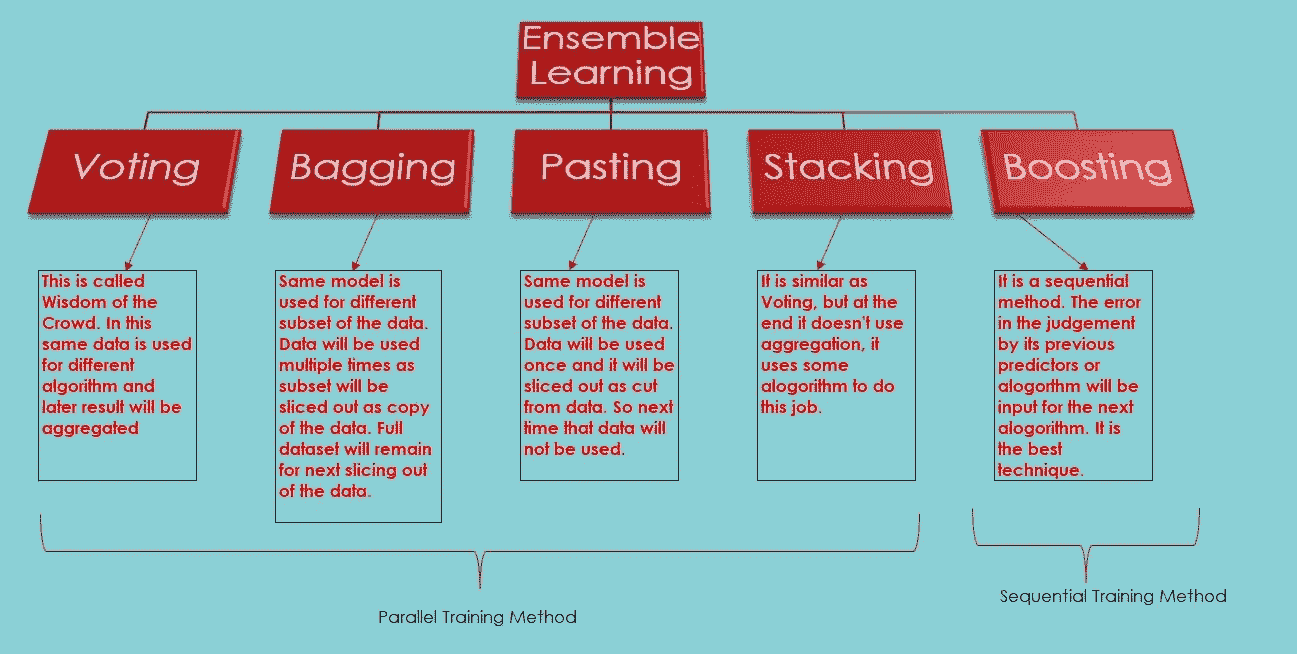 Ensemble
Learning
Voting
Bagging
Pasting
Stacking
Boosting
This is called
Wisdom of the
Crowd. In this
same data is used
for different
algorithm and
later result will be
aggregated
Same model is
used for different
subset of the data.
Data will be used
multiple times as
subset will be
sliced out as copy
of the data. Full
dataset will remain
for next slicing out
of the data.
Same model is
used for different
subset of the data.
Data will be used
once and it will be
sliced out as cut
from data. So next
time that data will
not be used.
It is similar as
Voting, but at the
end it doesn't use
aggregation, it
uses some
alogorithm to do
this job.
It is a sequential
method. The error
in the judgement
by its previous
predictors or
alogorthm will be
input for the next
alogorithm. It is
the best
technique.
Parallel Training Method
Sequential Training Method